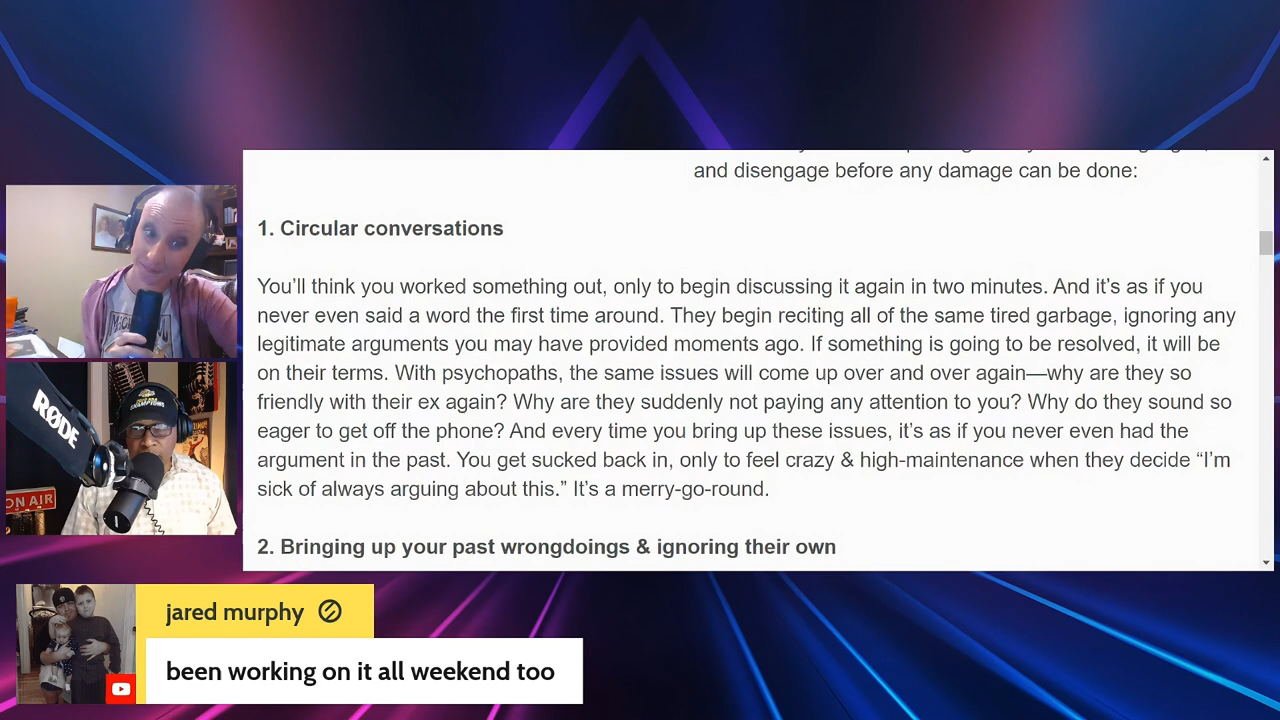 and disengage before any damage can be done:
1. Circular conversations
You’ll think you worked something out, only to begin discussing it again in two minutes. And it’s as if you
never even said a word the first time around. They begin reciting all of the same tired garbage, ignoring any
legitimate arguments you may have provided moments ago. If something is going to be resolved, it will be
on their terms. With psychopaths, the same issues will come up over and over again—why are they so
friendly with their ex again? Why are they suddenly not paying any attention to you? Why do they sound so
eager to get off the phone? And every time you bring up these issues, it’s as if you never even had the
argument in the past. You get sucked back in, only to feel crazy & high-maintenance when they decide “I’m
sick of always arguing about this.” It’s a merry-go-round.
2. Bringing up your past wrongdoings & ignoring their own
RØDE
CHAMPIONS
ON AIR
jared murphy
been working on it all weekend too